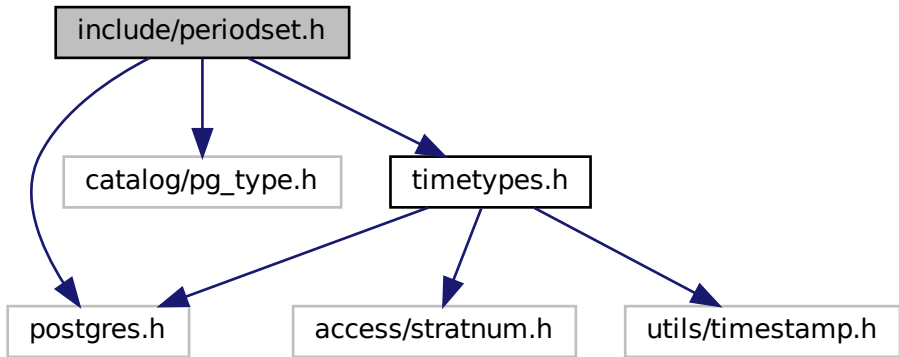 include/periodset.h
catalog/pg_type.h
timetypes.h
postgres.h
access/stratnum.h
utils/timestamp.h